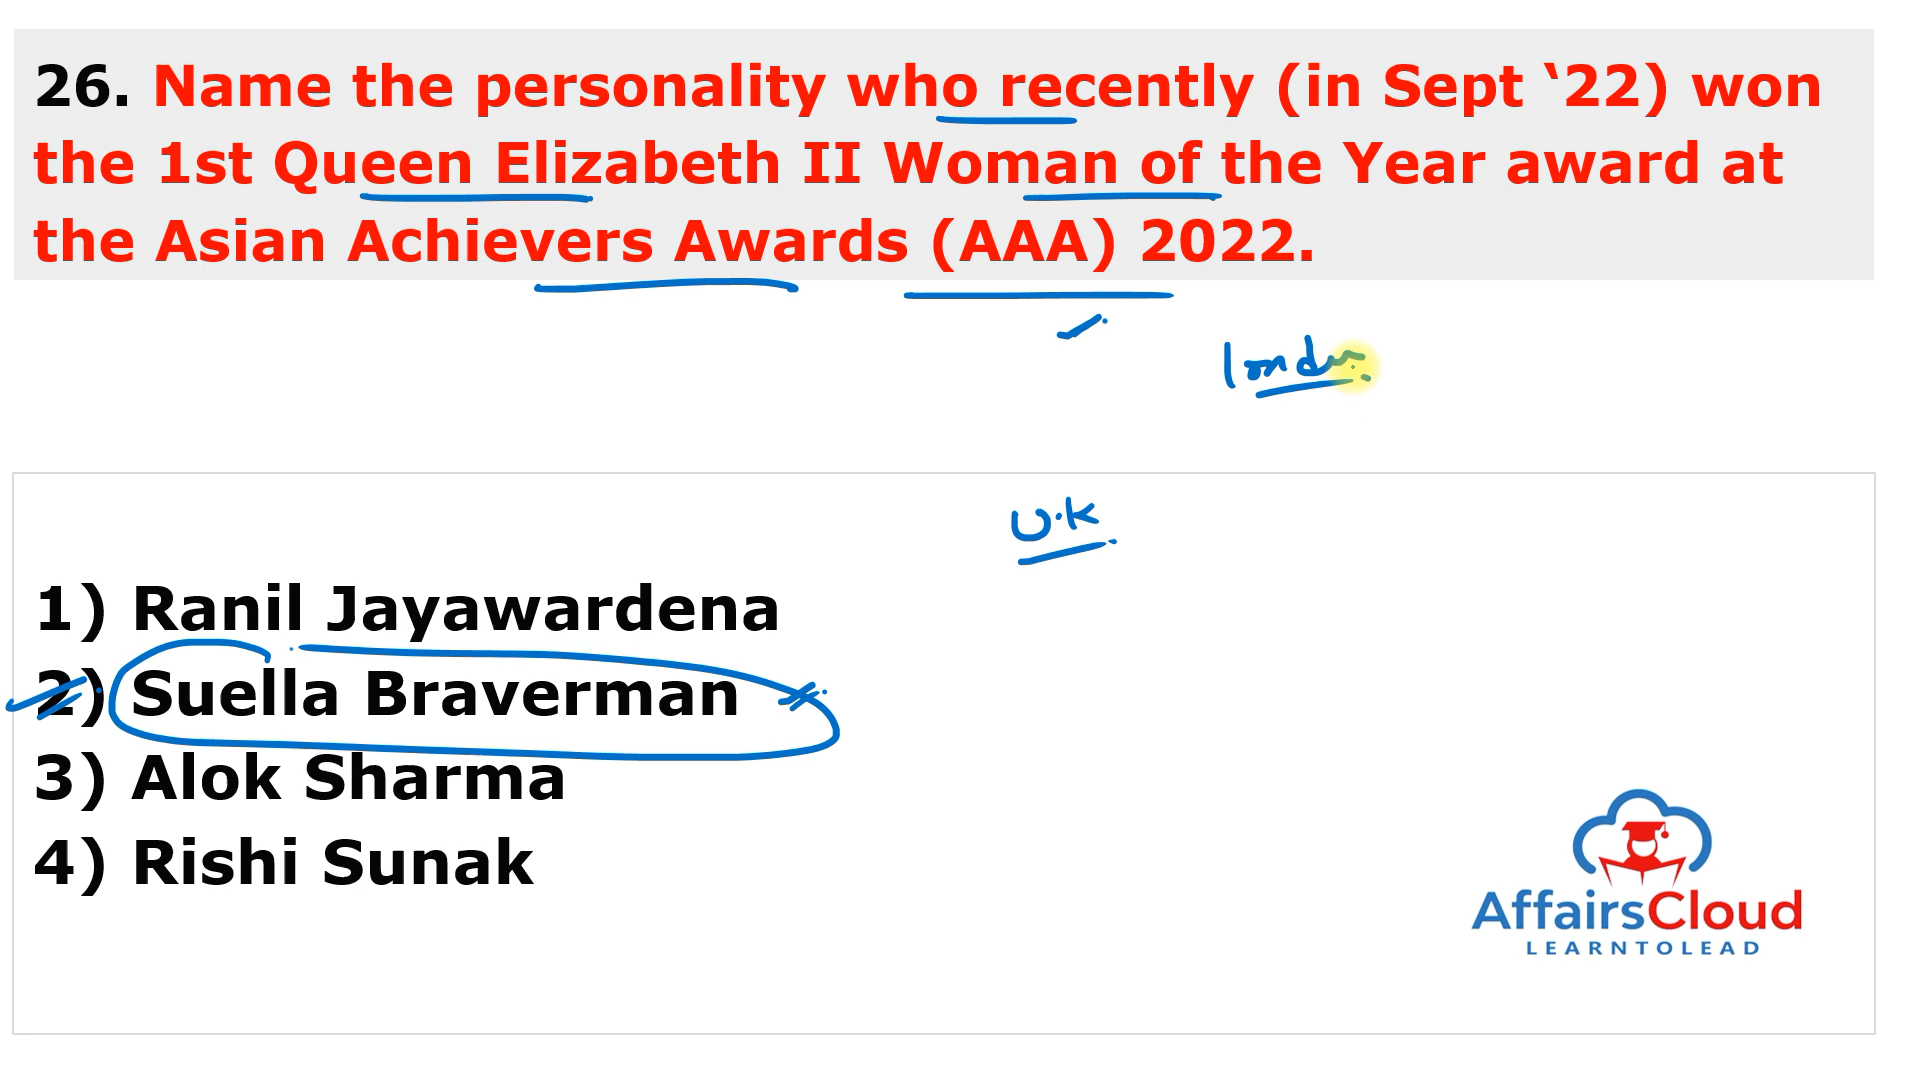 26. Name the personality who recently (in Sept ‘22) won
the 1st Queen Elizabeth II Woman of the Year award at
the Asian Achievers Awards (AAA) 2022.
London
U.K
1) Ranil Jayawardena
2) Suella Braverman
3) Alok Sharma
4) Rishi Sunak
AffairsCloud
LEARNTOLEAD